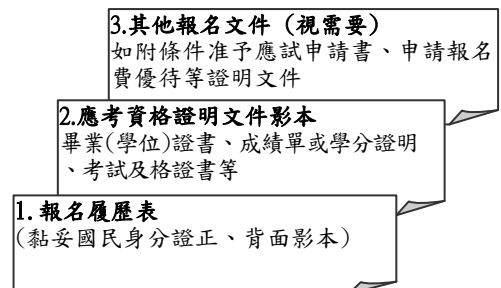 3.其他報名文件（視需要）
如附條件准予應試申請書、申請報名
費優待等證明文件
2.應考資格證明文件影本
畢業(學位)證書、成績單或學分證明
、考試及格證書等
1.報名履歷表
(黏妥國民身分證正、背面影本)